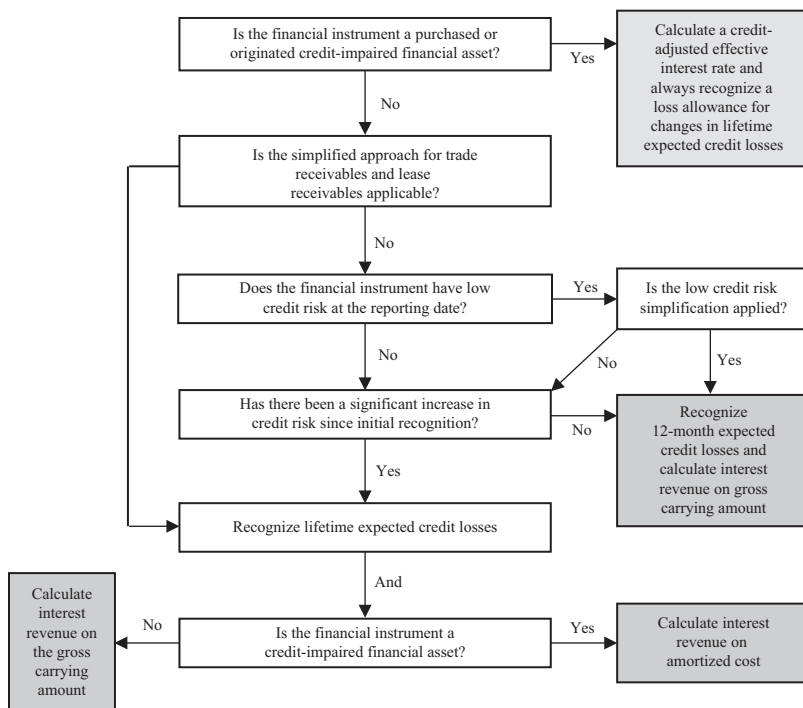 Is the financial instrument a purchased or
originated credit-impaired financial asset?
Yes
Calculate a credit-
adjusted effective
interest rate and
always recognize a
loss allowance for
changes in lifetime
expected credit losses
No
Is the simplified approach for trade
receivables and lease
receivables applicable?
No
Does the financial instrument have low
credit risk at the reporting date?
Yes
Is the low credit risk
simplification applied?
No
No
Yes
Has there been a significant increase in
credit risk since initial recognition?
No
Recognize
12-month expected
credit losses and
calculate interest
revenue on gross
carrying amount
Yes
Recognize lifetime expected credit losses
And
Is the financial instrument a
credit-impaired financial asset?
No
Calculate
interest
revenue on
the gross
carrying
amount
Yes
Calculate interest
revenue on
amortized cost